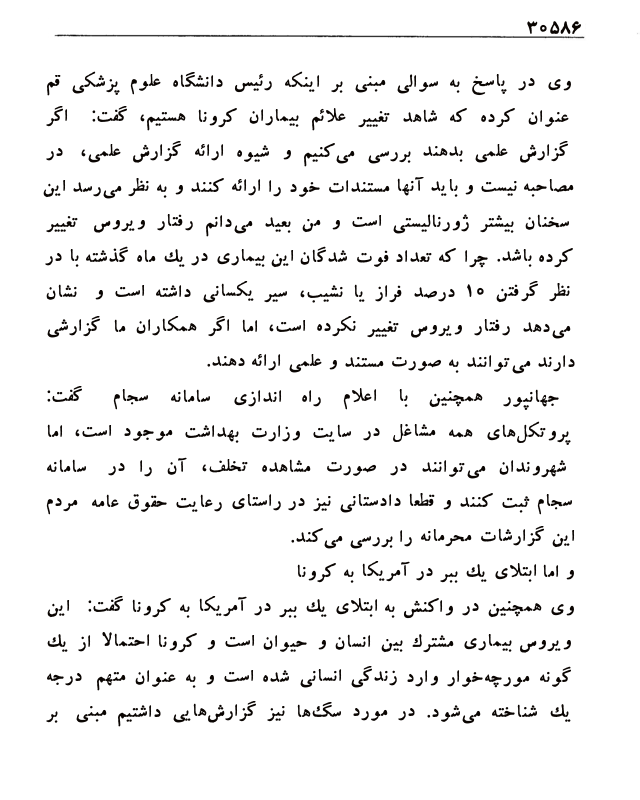 ۳۰۵۸۶
وی در پاسخ به سوالی مبنی بر اینکه رئیس دانشگاه علوم پزشکی قم
عنوان کرده که شاهد تغییر علائم بیماران کرونا هستیم، گفت: اگر
گزارش علمی بدهند بررسی می‌کنیم و شیوه ارائه گزارش علمی، در
مصاحبه نیست و باید آنها مستندات خود را ارائه کنند و به نظر می‌رسد این
سخنان بیشتر ژورنالیستی است و من بعید می‌دانم رفتار ویروس تغییر
کرده باشد. چرا که تعداد فوت شدگان این بیماری در یك ماه گذشته با در
نظر گرفتن ۱۰ درصد فراز یا نشیب، سیر یکسانی داشته است و نشان
می‌دهد رفتار ویروس تغییر نکرده است، اما اگر همکاران ما گزارشی
دارند می‌توانند به صورت مستند و علمی ارائه دهند.
جهانپور همچنین با اعلام راه اندازی سامانه سجام گفت:
پروتکل‌های همه مشاغل در سایت وزارت بهداشت موجود است، اما
شهروندان می‌توانند در صورت مشاهده تخلف، آن را در سامانه
سجام ثبت کنند و قطعا دادستانی نیز در راستای رعایت حقوق عامه مردم
این گزارشات محرمانه را بررسی می‌کند.
و اما ابتلای یك ببر در آمریکا به کرونا
وی همچنین در واکنش به ابتلای یك ببر در آمریکا به کرونا گفت: این
ویروس بیماری مشترك بین انسان و حیوان است و کرونا احتمالا از یك
گونه مورچه‌خوار وارد زندگی انسانی شده است و به عنوان متهم درجه
یك شناخته می‌شود. در مورد سگ‌ها نیز گزارش‌هایی داشتیم مبنی بر